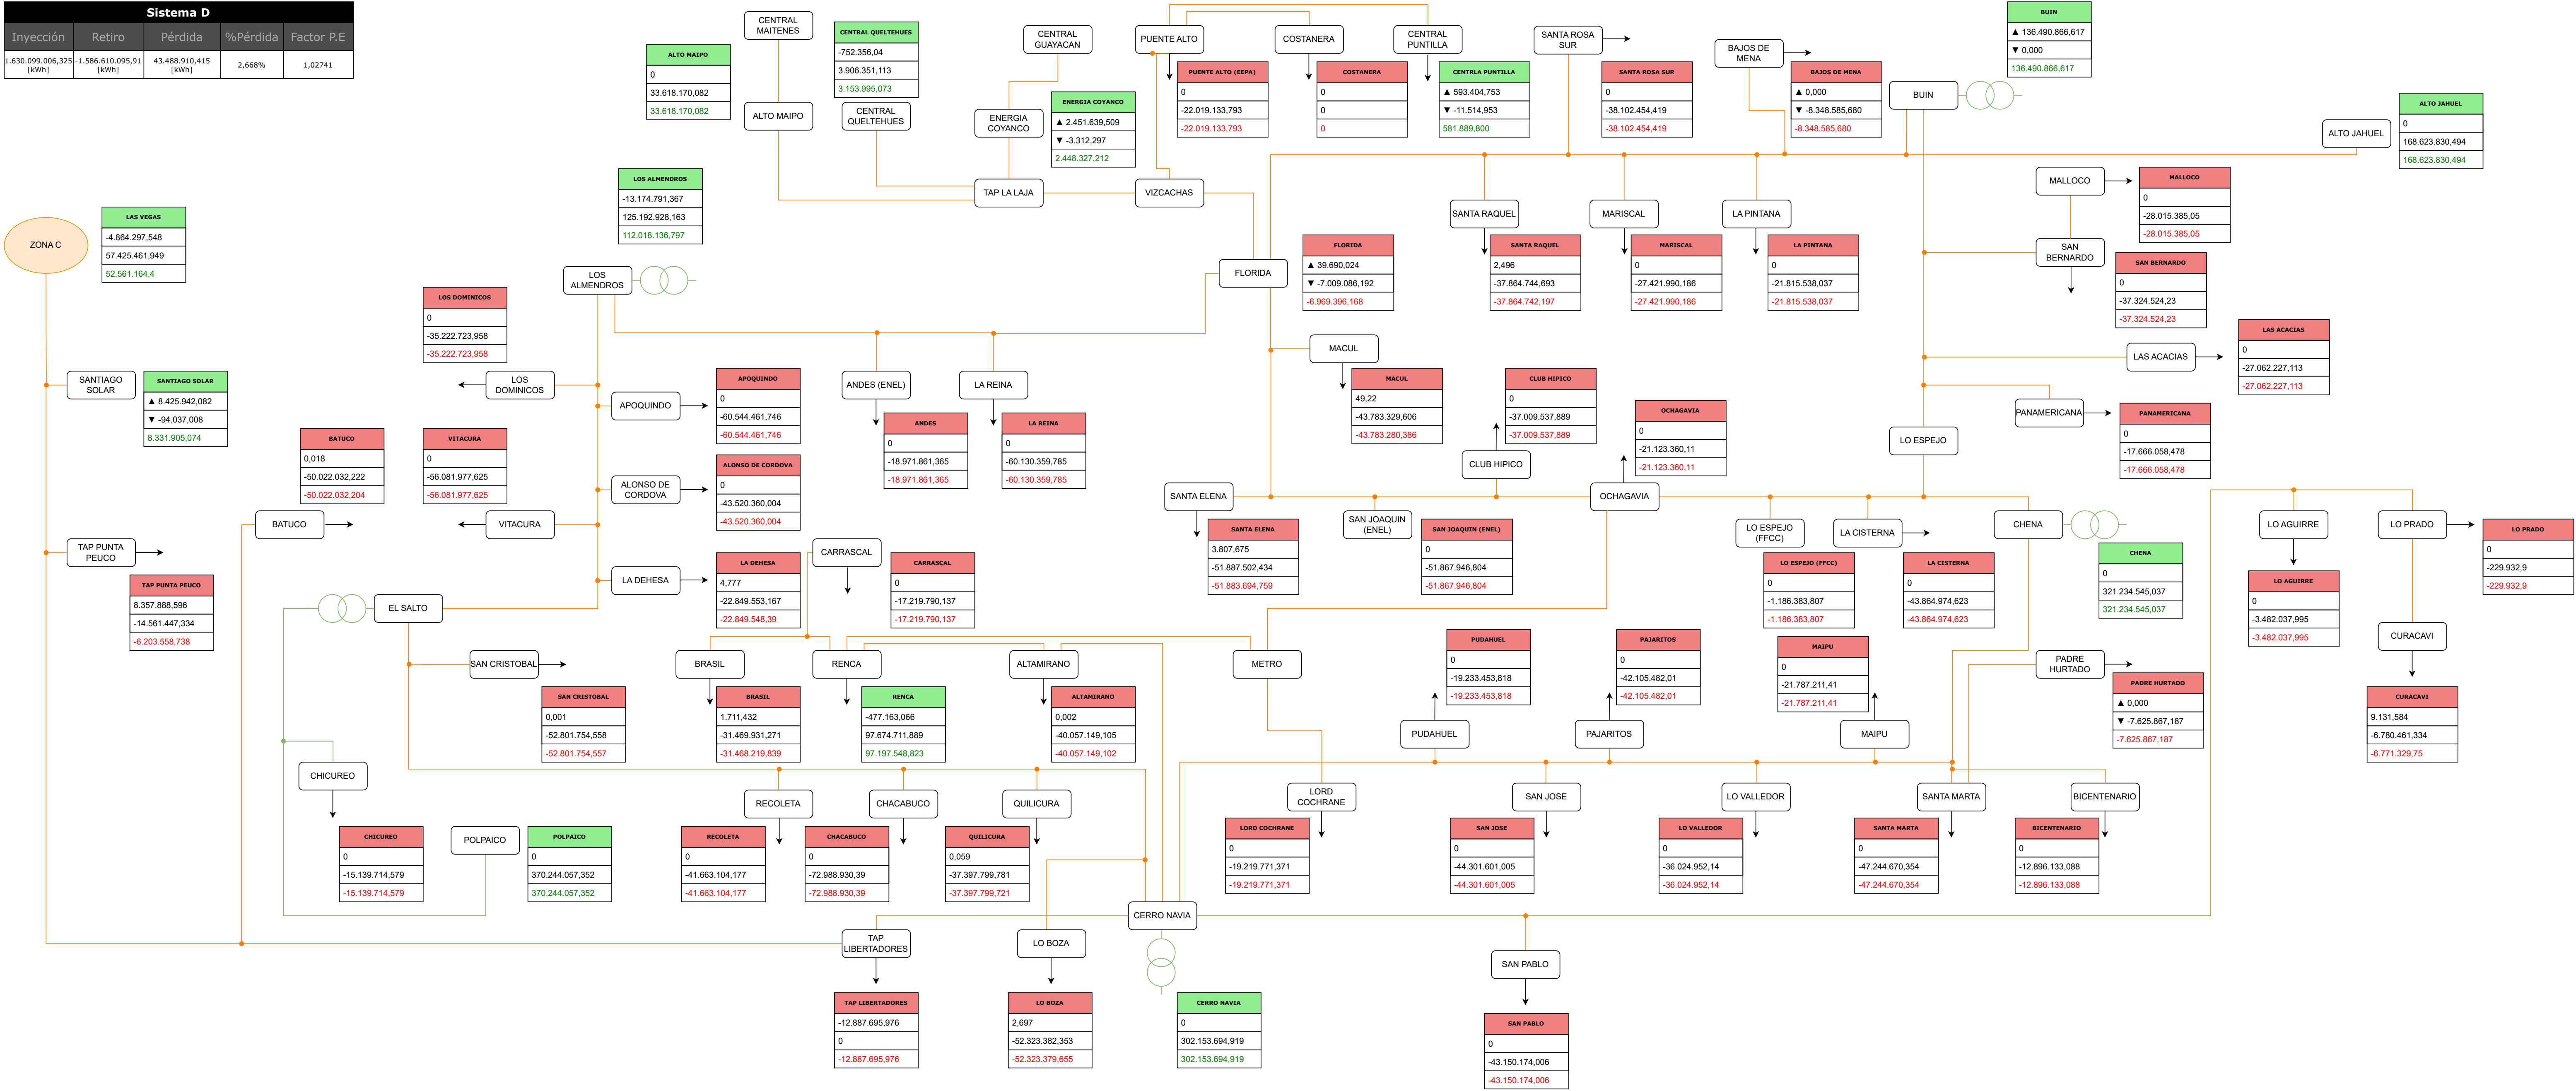 Sistema D
Inyección Retiro Pérdida %Pérdida Factor P.E
1.630.099.006,325 [kWh] -1.586.610.095,91 [kWh] 43.488.910,415 [kWh] 2,668% 1,02741
CENTRAL MAITENES
ALTO MAIPO
0
33.618.170,082
33.618.170,082
ALTO MAIPO
CENTRAL QUELTEHUES
-752.356,04
3.906.351,113
3.153.995,073
CENTRAL QUELTEHUES
CENTRAL GUAYACAN
ENERGIA COYANCO
ENERGIA COYANCO
▲ 2.451.639,509
▼ -3.312,297
2.448.327,212
TAP LA LAJA
VIZCACHAS
PUENTE ALTO
PUENTE ALTO (EEPA)
0
-22.019.133,793
-22.019.133,793
COSTANERA
COSTANERA
0
0
0
CENTRAL PUNTILLA
CENTRLA PUNTILLA
▲ 593.404,753
▼ -11.514,953
581.889,800
SANTA ROSA SUR
SANTA ROSA SUR
0
-38.102.454,419
-38.102.454,419
BAJOS DE MENA
BAJOS DE MENA
▲ 0,000
▼ -8.348.585,680
-8.348.585,680
BUIN
BUIN
▲ 136.490.866,617
▼ 0,000
136.490.866,617
ALTO JAHUEL
ALTO JAHUEL
0
168.623.830,494
168.623.830,494
MALLOCO
MALLOCO
0
-28.015.385,05
-28.015.385,05
SAN BERNARDO
SAN BERNARDO
0
-37.324.524,23
-37.324.524,23
LAS ACACIAS
LAS ACACIAS
0
-27.062.227,113
-27.062.227,113
PANAMERICANA
PANAMERICANA
0
-17.666.058,478
-17.666.058,478
LO ESPEJO
SANTA RAQUEL
SANTA RAQUEL
2,496
-37.864.744,693
-37.864.742,197
MARISCAL
MARISCAL
0
-27.421.990,186
-27.421.990,186
LA PINTANA
LA PINTANA
0
-21.815.538,037
-21.815.538,037
FLORIDA
FLORIDA
▲ 39.690,024
▼ -7.009.086,192
-6.969.396,168
MACUL
MACUL
49,22
-43.783.329,606
-43.783.280,386
CLUB HIPICO
0
-37.009.537,889
-37.009.537,889
CLUB HIPICO
OCHAGAVIA
0
-21.123.360,11
-21.123.360,11
OCHAGAVIA
LOS ALMENDROS
-13.174.791,367
125.192.928,163
112.018.136,797
LOS ALMENDROS
ZONA C
LAS VEGAS
-4.864.297,548
57.425.461,949
52.561.164,4
SANTIAGO SOLAR
SANTIAGO SOLAR
▲ 8.425.942,082
▼ -94.037,008
8.331.905,074
LOS DOMINICOS
0
-35.222.723,958
-35.222.723,958
LOS DOMINICOS
APOQUINDO
APOQUINDO
0
-60.544.461,746
-60.544.461,746
ANDES (ENEL)
ANDES
0
-18.971.861,365
-18.971.861,365
LA REINA
LA REINA
0
-60.130.359,785
-60.130.359,785
BATUCO
0,018
-50.022.032,222
-50.022.032,204
BATUCO
VITACURA
0
-56.081.977,625
-56.081.977,625
VITACURA
ALONSO DE CORDOVA
ALONSO DE CORDOVA
0
-43.520.360,004
-43.520.360,004
TAP PUNTA PEUCO
TAP PUNTA PEUCO
8.357.888,596
-14.561.447,334
-6.203.558,738
LA DEHESA
LA DEHESA
4,777
-22.849.553,167
-22.849.548,39
EL SALTO
CARRASCAL
CARRASCAL
0
-17.219.790,137
-17.219.790,137
SANTA ELENA
SANTA ELENA
3.807,675
-51.887.502,434
-51.883.694,759
SAN JOAQUIN (ENEL)
SAN JOAQUIN (ENEL)
0
-51.867.946,804
-51.867.946,804
LO ESPEJO (FFCC)
LO ESPEJO (FFCC)
0
-1.186.383,807
-1.186.383,807
LA CISTERNA
LA CISTERNA
0
-43.864.974,623
-43.864.974,623
CHENA
CHENA
0
321.234.545,037
321.234.545,037
LO AGUIRRE
LO AGUIRRE
0
-3.482.037,995
-3.482.037,995
LO PRADO
LO PRADO
0
-229.932,9
-229.932,9
CURACAVI
CURACAVI
9.131,584
-6.780.461,334
-6.771.329,75
SAN CRISTOBAL
SAN CRISTOBAL
0,001
-52.801.754,558
-52.801.754,557
BRASIL
BRASIL
1.711,432
-31.469.931,271
-31.468.219,839
RENCA
RENCA
-477.163,066
97.674.711,889
97.197.548,823
ALTAMIRANO
ALTAMIRANO
0,002
-40.057.149,105
-40.057.149,102
METRO
PUDAHUEL
0
-19.233.453,818
-19.233.453,818
PUDAHUEL
PAJARITOS
0
-42.105.482,01
-42.105.482,01
PAJARITOS
MAIPU
0
-21.787.211,41
-21.787.211,41
MAIPU
PADRE HURTADO
PADRE HURTADO
▲ 0,000
▼ -7.625.867,187
-7.625.867,187
CHICUREO
CHICUREO
0
-15.139.714,579
-15.139.714,579
POLPAICO
POLPAICO
0
370.244.057,352
370.244.057,352
RECOLETA
RECOLETA
0
-41.663.104,177
-41.663.104,177
CHACABUCO
CHACABUCO
0
-72.988.930,39
-72.988.930,39
QUILICURA
QUILICURA
0,059
-37.397.799,781
-37.397.799,721
LORD COCHRANE
LORD COCHRANE
0
-19.219.771,371
-19.219.771,371
SAN JOSE
SAN JOSE
0
-44.301.601,005
-44.301.601,005
LO VALLEDOR
LO VALLEDOR
0
-36.024.952,14
-36.024.952,14
SANTA MARTA
SANTA MARTA
0
-47.244.670,354
-47.244.670,354
BICENTENARIO
BICENTENARIO
0
-12.896.133,088
-12.896.133,088
CERRO NAVIA
TAP LIBERTADORES
TAP LIBERTADORES
-12.887.695,976
0
-12.887.695,976
LO BOZA
LO BOZA
2,697
-52.323.382,353
-52.323.379,655
CERRO NAVIA
0
302.153.694,919
302.153.694,919
SAN PABLO
SAN PABLO
0
-43.150.174,006
-43.150.174,006